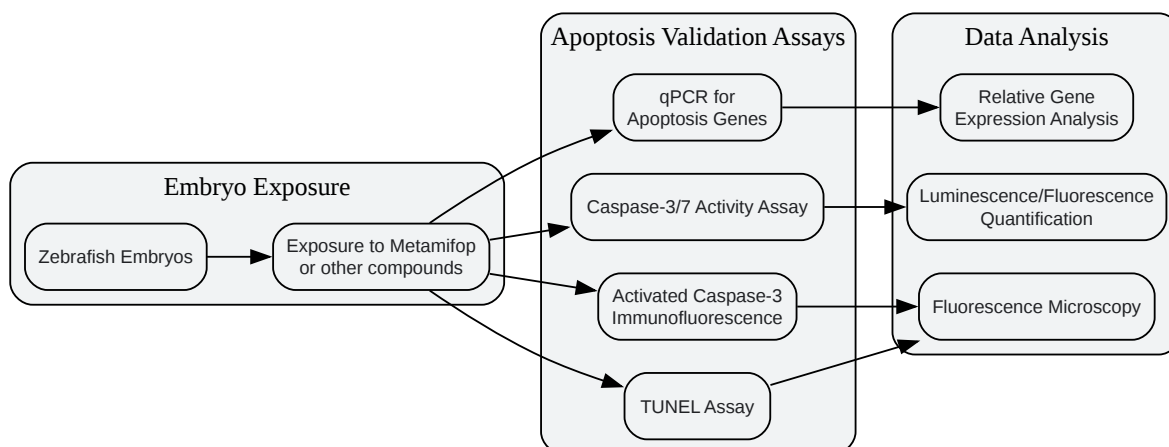 Embryo Exposure
Zebrafish Embryos
Exposure to Metamifop
or other compounds
Apoptosis Validation Assays
qPCR for
Apoptosis Genes
Caspase-3/7 Activity Assay
Activated Caspase-3
Immunofluorescence
TUNEL Assay
Data Analysis
Relative Gene
Expression Analysis
Luminescence/Fluorescence
Quantification
Fluorescence Microscopy